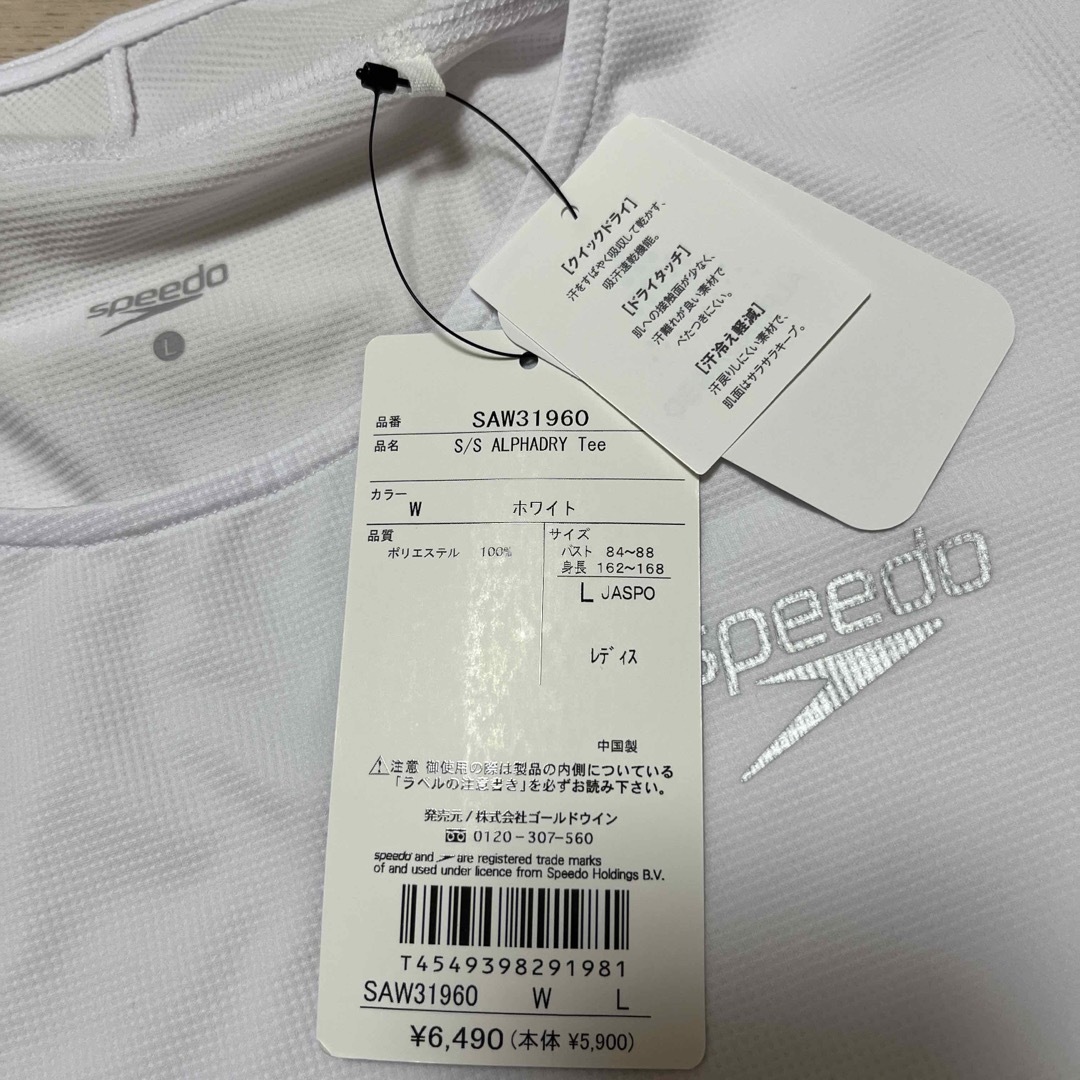 speedo
L
[クイックドライ]
汗をすばやく吸収して乾かす、
吸汗速乾機能。
[ドライタッチ]
肌への接触面が少なく、
汗離れが良い素材で
べたつきにくい。
[汗冷え軽減]
汗戻りしにくい素材で、
肌面はサラサラキープ。
品番 SAW31960
品名 S/S ALPHADRY Tee
カラー
W ホワイト
品質
ポリエステル 100%
サイズ
バスト 84~88
身長 162~168
L JASPO
レディス
中国製
⚠注意 御使用の際は製品の内側についている
「ラベルの注意書き」を必ずお読み下さい。
発売元/株式会社ゴールドウイン
0120-307-560
speedo and are registered trade marks
of and used under licence from Speedo Holdings B.V.
T4549398291981
SAW31960 W L
¥6,490(本体 ¥5,900)
speedo